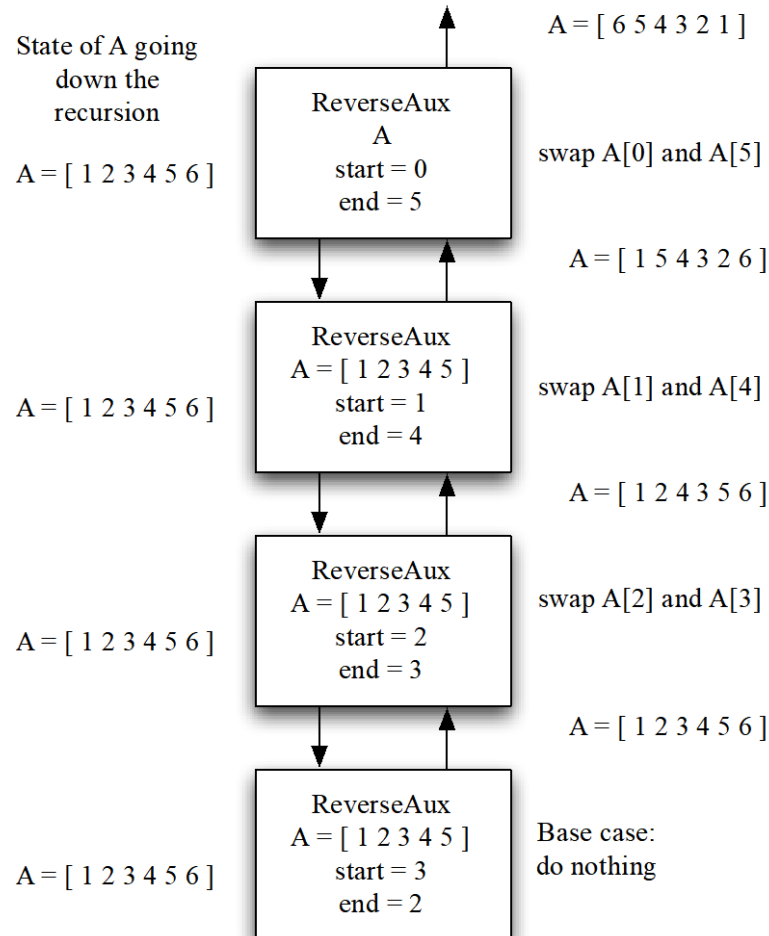 A = [ 6 5 4 3 2 1 ]
State of A going
down the
recursion
ReverseAux
A
start = 0
end = 5
A = [ 1 2 3 4 5 6 ]
swap A[0] and A[5]
A = [ 1 5 4 3 2 6 ]
ReverseAux
A = [ 1 2 3 4 5 ]
start = 1
end = 4
A = [ 1 2 3 4 5 6 ]
swap A[1] and A[4]
A = [ 1 2 4 3 5 6 ]
ReverseAux
A = [ 1 2 3 4 5 ]
start = 2
end = 3
A = [ 1 2 3 4 5 6 ]
swap A[2] and A[3]
A = [ 1 2 3 4 5 6 ]
ReverseAux
A = [ 1 2 3 4 5 ]
start = 3
end = 2
A = [ 1 2 3 4 5 6 ]
Base case:
do nothing